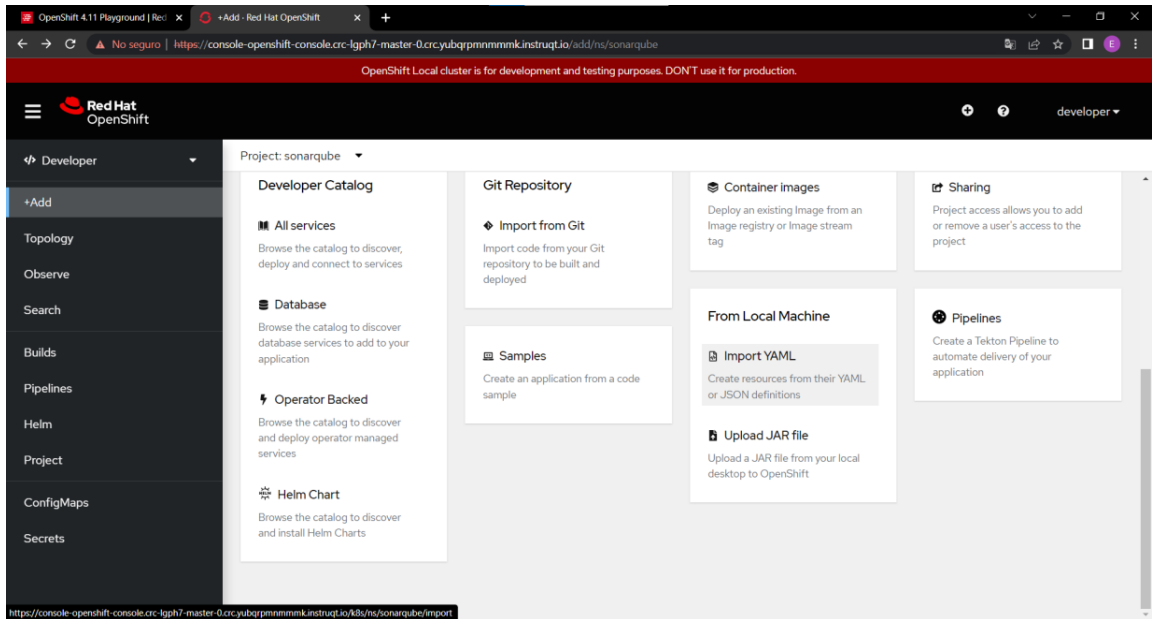 OpenShift 4.11 Playground | Red
+Add · Red Hat OpenShift
No seguro | https://console-openshift-console.crc-lgph7-master-0.crc.yubqrpmnmmmk.instruqt.io/add/ns/sonarqube
E
OpenShift Local cluster is for development and testing purposes. DON'T use it for production.
Red Hat
OpenShift
developer
Developer
Project: sonarqube
+Add
Topology
Observe
Search
Builds
Pipelines
Helm
Project
ConfigMaps
Secrets
Developer Catalog
All services
Browse the catalog to discover,
deploy and connect to services
Database
Browse the catalog to discover
database services to add to your
application
Operator Backed
Browse the catalog to discover
and deploy operator managed
services
HELM
Helm Chart
Browse the catalog to discover
and install Helm Charts
Git Repository
Import from Git
Import code from your Git
repository to be built and
deployed
Samples
Create an application from a code
sample
Container images
Deploy an existing Image from an
Image registry or Image stream
tag
From Local Machine
Import YAML
Create resources from their YAML
or JSON definitions
Upload JAR file
Upload a JAR file from your local
desktop to OpenShift
Sharing
Project access allows you to add
or remove a user's access to the
project
Pipelines
Create a Tekton Pipeline to
automate delivery of your
application
https://console-openshift-console.crc-lgph7-master-0.crc.yubqrpmnmmmk.instruqt.io/k8s/ns/sonarqube/import